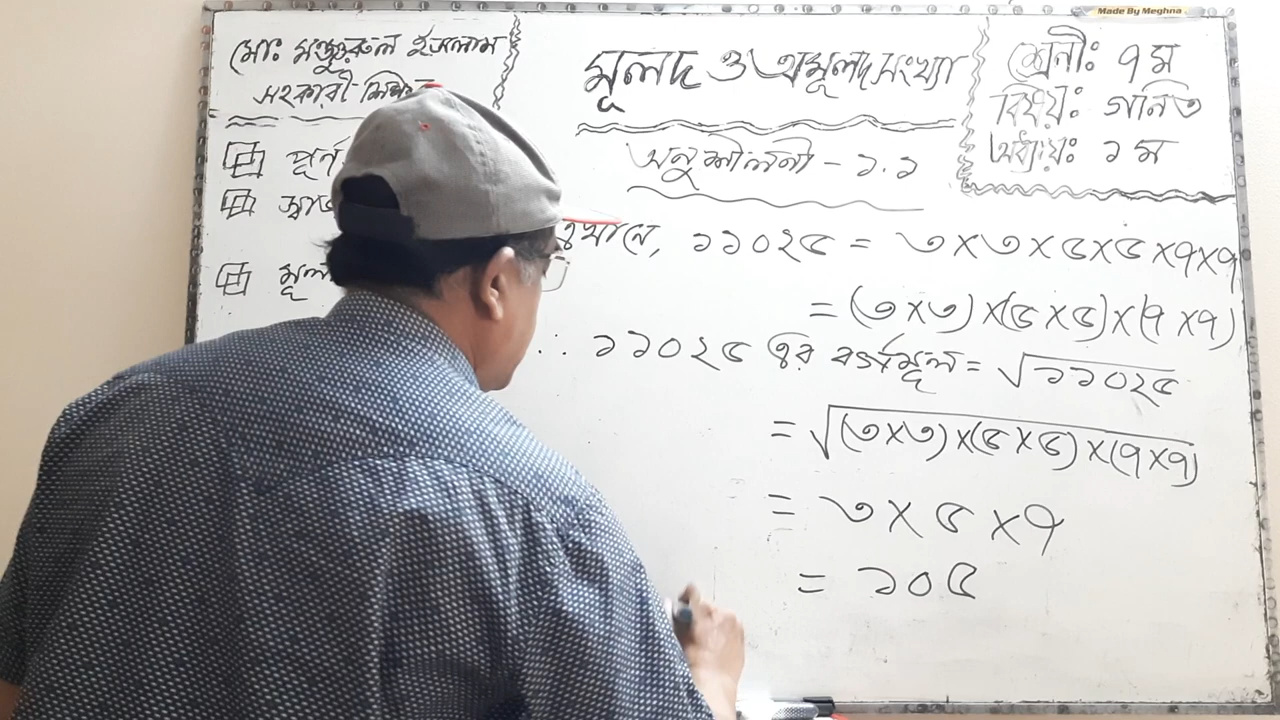 Made By Meghna
মোঃ মঞ্জুরুল ইসলাম
সহকারী
মূলদ ও অমূলদ সংখ্যা
অনুশীলনী - ১.১
শ্রেনীঃ ৭ম
বিষয়ঃ গনিত
অধ্যায়ঃ ১ম
এখানে, ১১০২৫ = ৩×৩×৫×৫×৭×৭
= (৩×৩)×(৫×৫)×(৭×৭)
∴ ১১০২৫ এর বর্গমূল = √১১০২৫
= √(৩×৩)×(৫×৫)×(৭×৭)
= ৩×৫×৭
= ১০৫